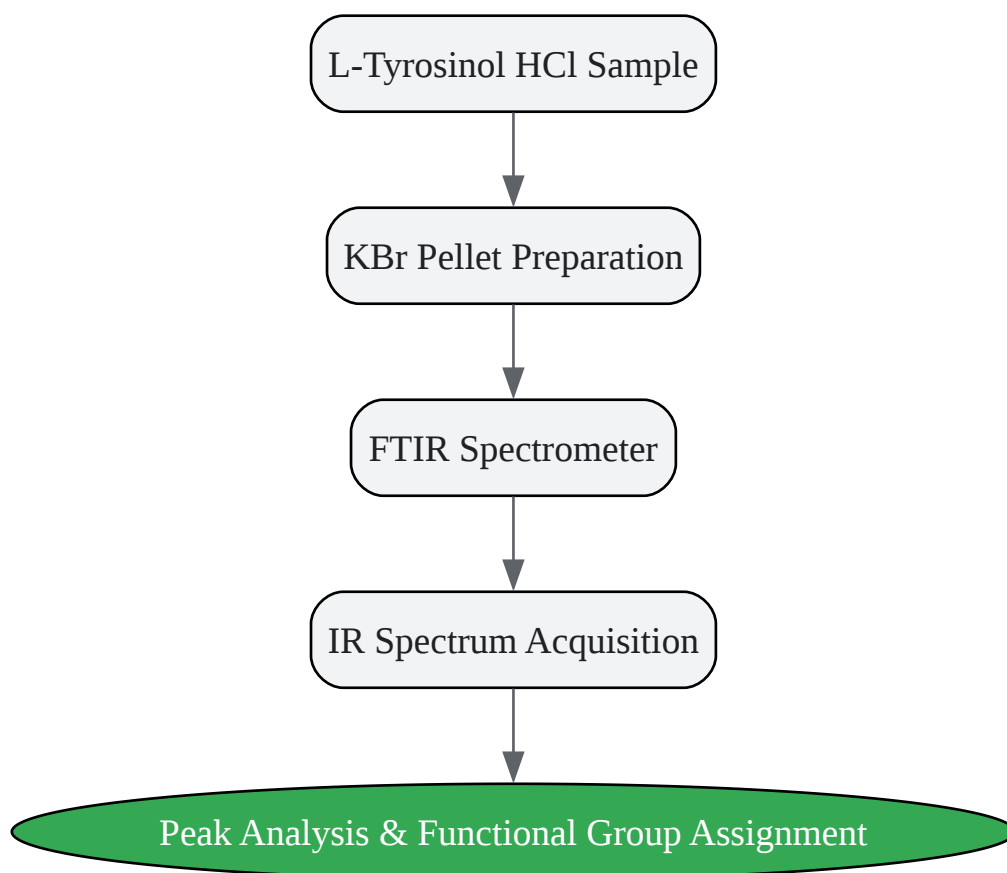 L-Tyrosinol HCl Sample
KBr Pellet Preparation
FTIR Spectrometer
IR Spectrum Acquisition
Peak Analysis & Functional Group Assignment